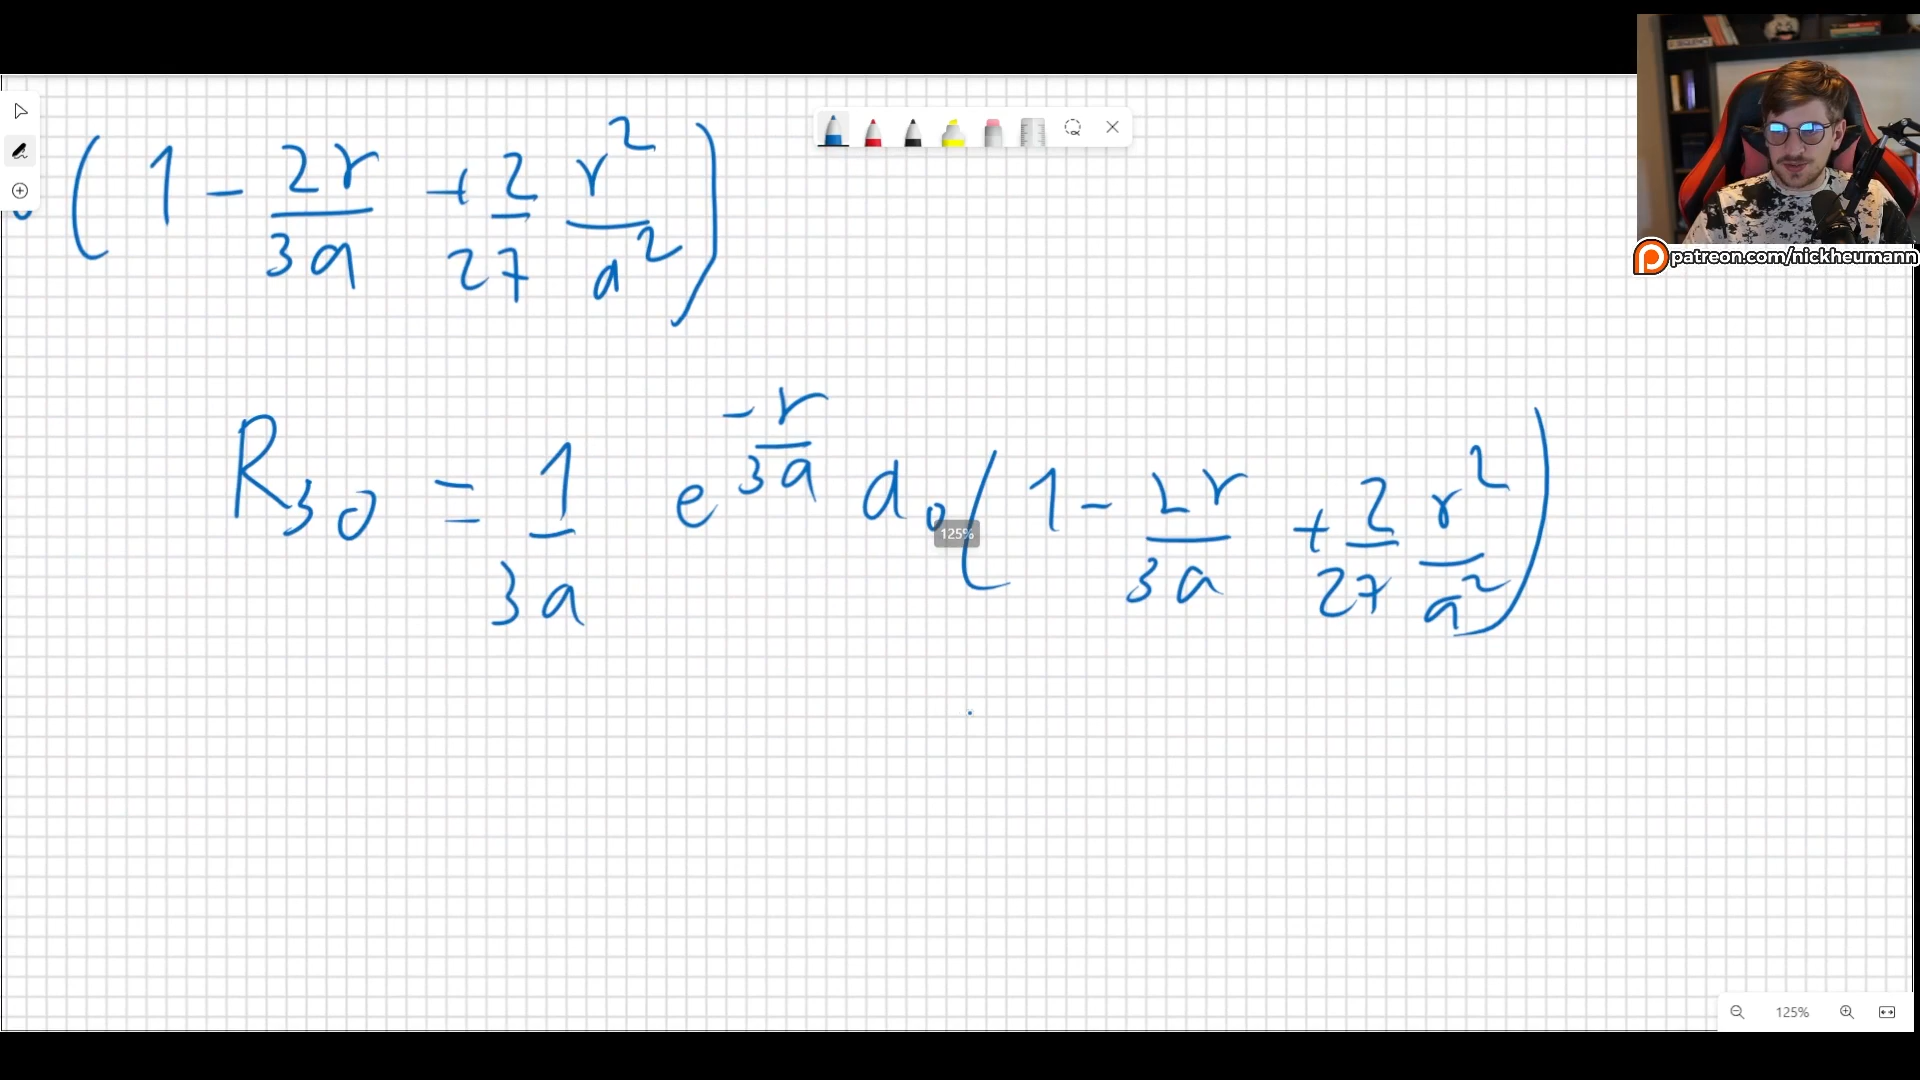 ( 1 - 2r/3a + 2/27 r²/a² )
patreon.com/nickheumann
R₃₀ = 1/3a e^(-r/3a) a₀ ( 1 - 2r/3a + 2/27 r²/a² )
125%
125%